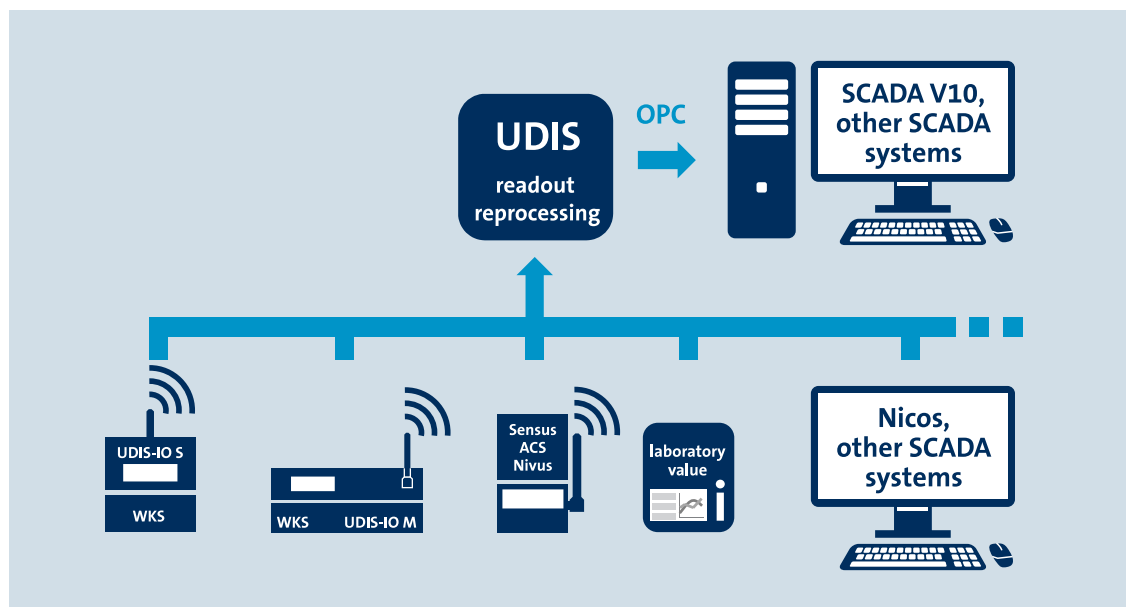 UDIS
readout
reprocessing
OPC
SCADA V10,
other SCADA
systems
UDIS-IO S
WKS
WKS UDIS-IO M
Sensus
ACS
Nivus
laboratory
value
i
Nicos,
other SCADA
systems